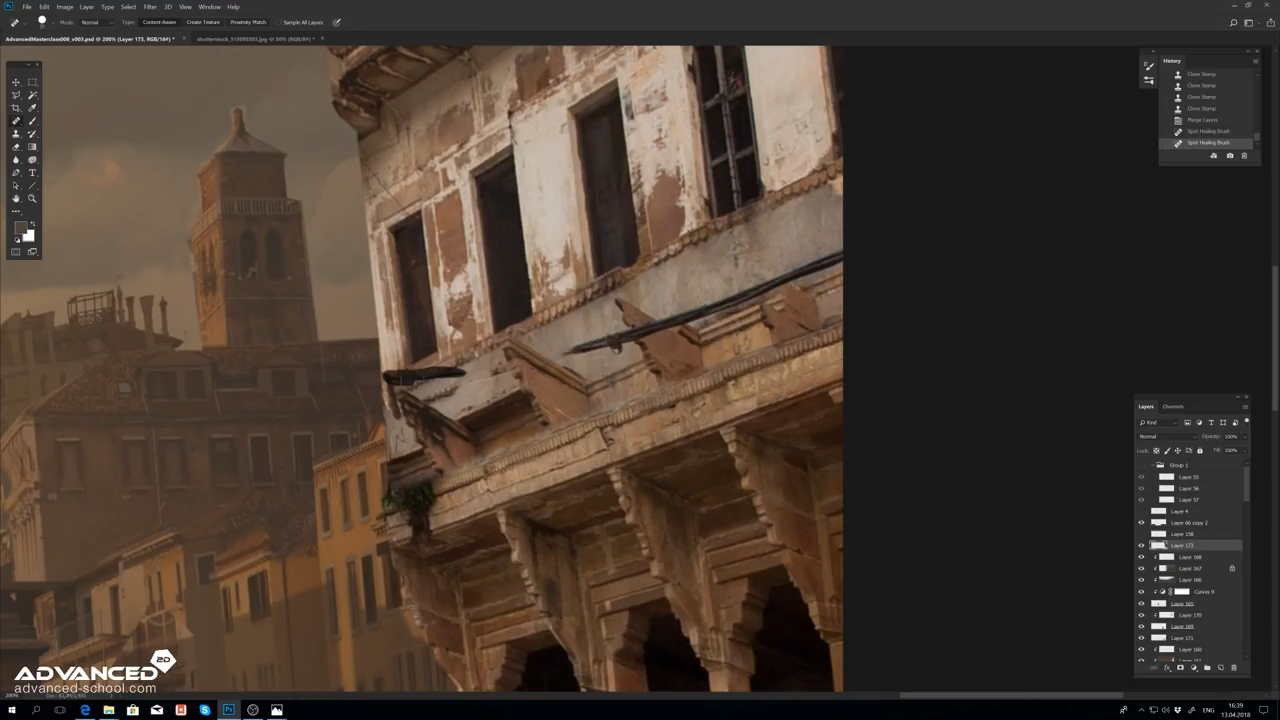 File Edit Image Layer Type Select Filter 3D View Window Help
Mode: Normal Type: Content-Aware Create Texture Proximity Match Sample All Layers
AdvancedMasterclass008_v003.psd @ 200% (Layer 173, RGB/16#) *
shutterstock_515095093.jpg @ 50% (RGB/8#) *
History
Clone Stamp
Clone Stamp
Clone Stamp
Clone Stamp
Merge Layers
Spot Healing Brush
Spot Healing Brush
Layers Channels
Kind
Normal Opacity: 100%
Lock: Fill: 100%
Group 1
Layer 55
Layer 56
Layer 57
Layer 4
Layer 66 copy 2
Layer 158
Layer 173
Layer 168
Layer 167
Layer 166
Curves 9
Layer 165
Layer 170
Layer 169
Layer 171
Layer 160
ADVANCED 2D
advanced-school.com
200%
ENG
16:39
13.04.2018